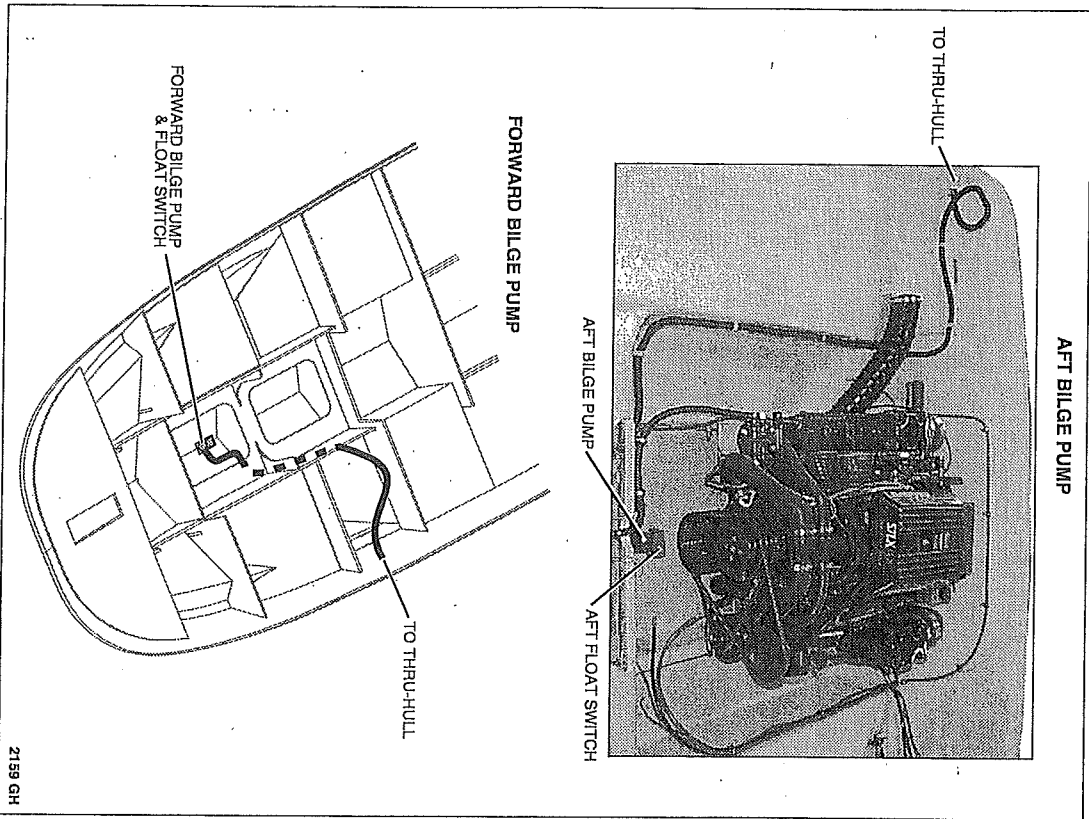 AFT BILGE PUMP
TO THRU-HULL
VLS
AFT BILGE PUMP
AFT FLOAT SWITCH
FORWARD BILGE PUMP
FORWARD BILGE PUMP
& FLOAT SWITCH
TO THRU-HULL
2159 GH